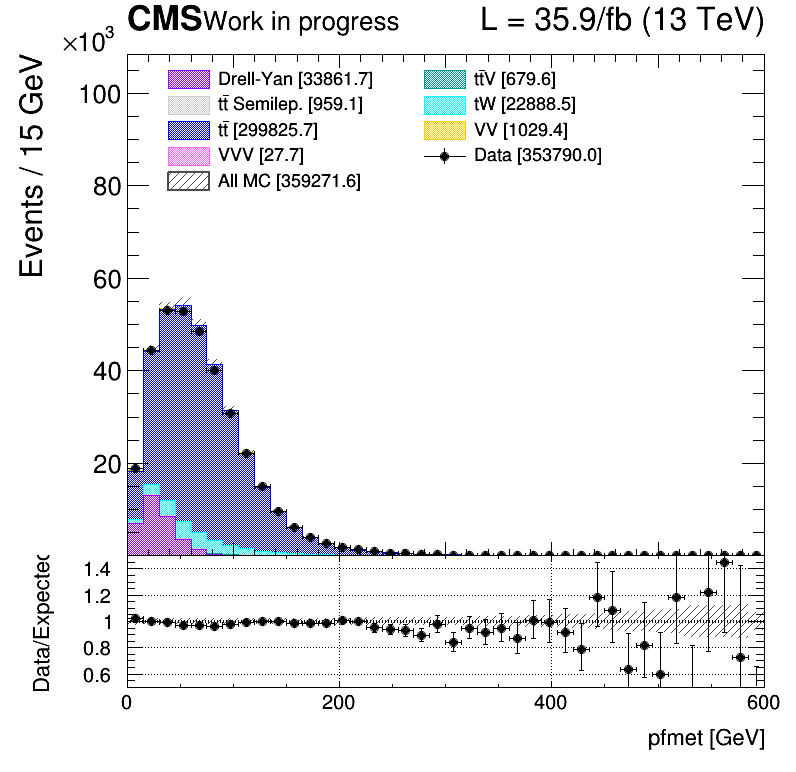 CMS Work in progress L = 35.9/fb (13 TeV)
×10³
Events / 15 GeV
100
80
60
40
20
Drell-Yan [33861.7]
tt̄ Semilep. [959.1]
tt̄ [299825.7]
VVV [27.7]
All MC [359271.6]
tt̄V [679.6]
tW [22888.5]
VV [1029.4]
Data [353790.0]
Data/Expected
1.4
1.2
1
0.8
0.6
0 200 400 600
pfmet [GeV]